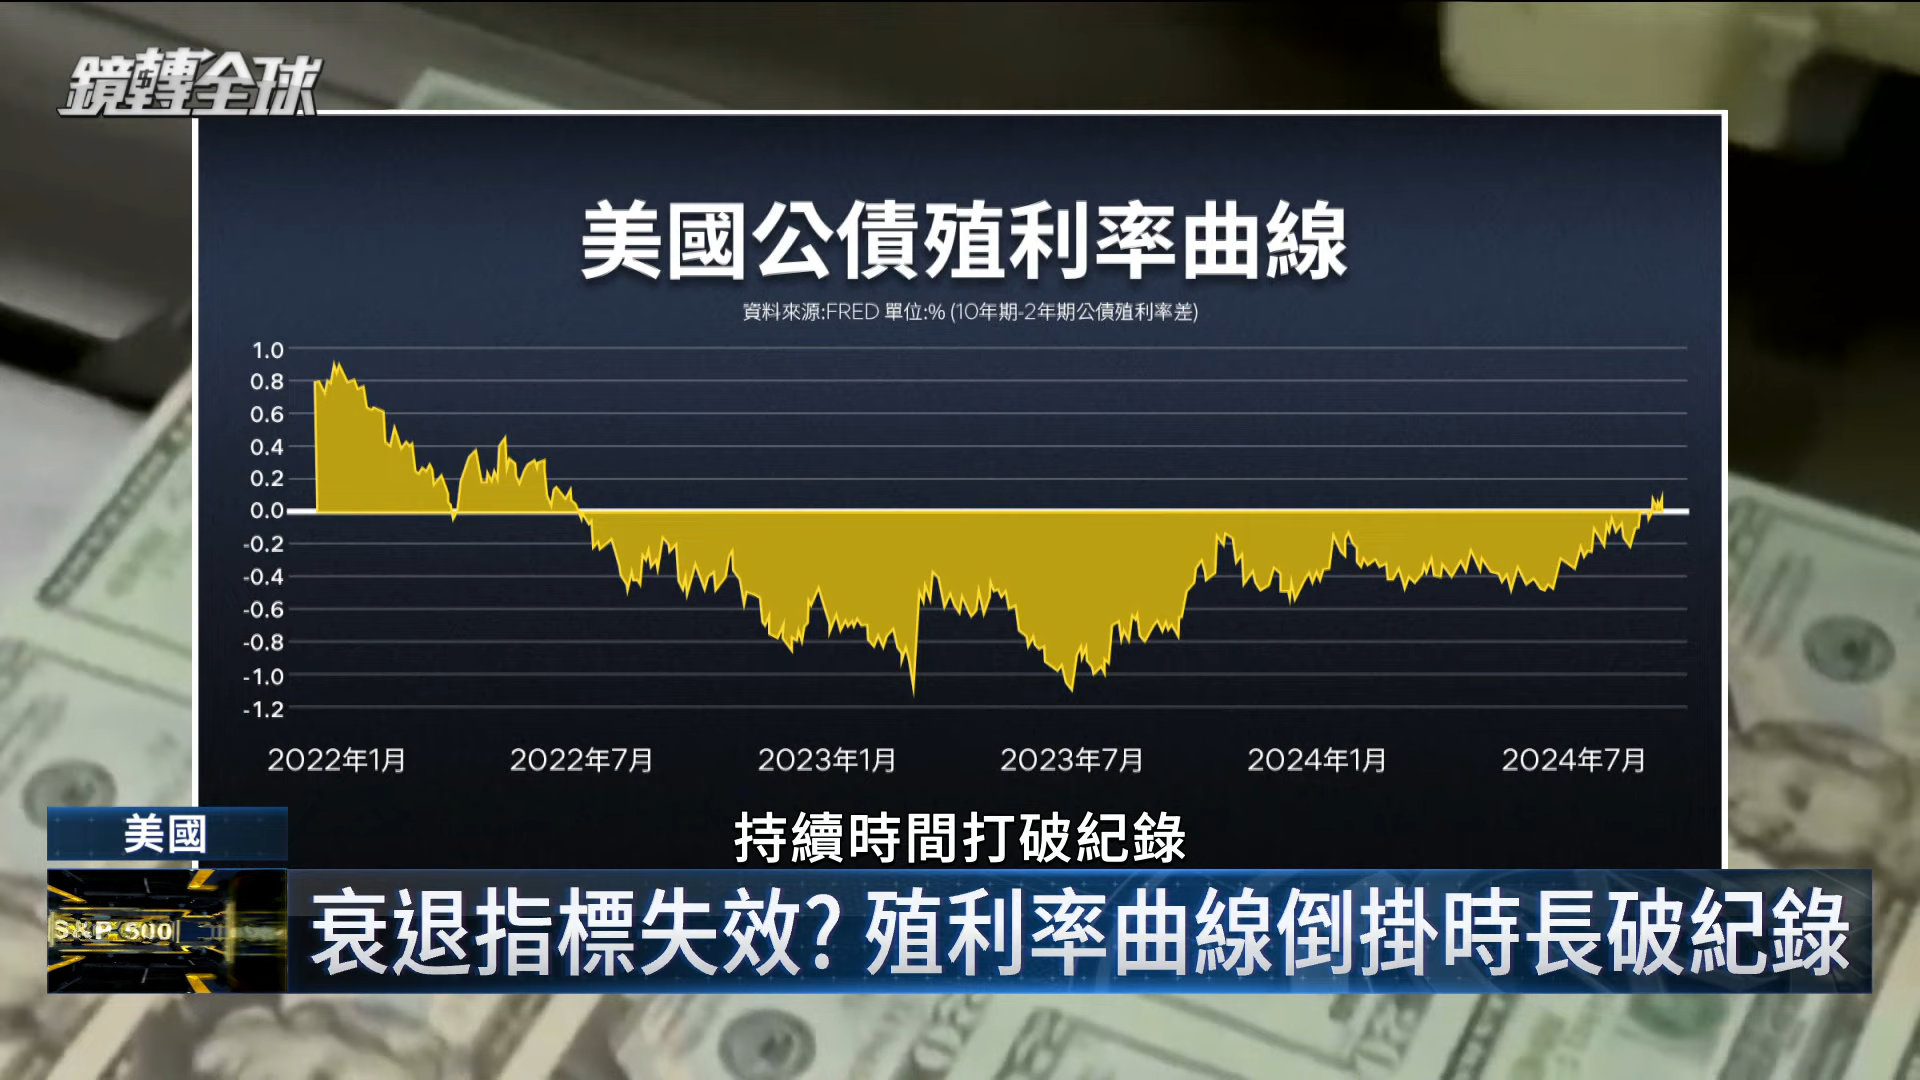 鏡轉全球
美國公債殖利率曲線
資料來源:FRED 單位:% (10年期-2年期公債殖利率差)
1.0
0.8
0.6
0.4
0.2
0.0
-0.2
-0.4
-0.6
-0.8
-1.0
-1.2
2022年1月 2022年7月 2023年1月 2023年7月 2024年1月 2024年7月
持續時間打破紀錄
美國
S&P 500
衰退指標失效? 殖利率曲線倒掛時長破紀錄